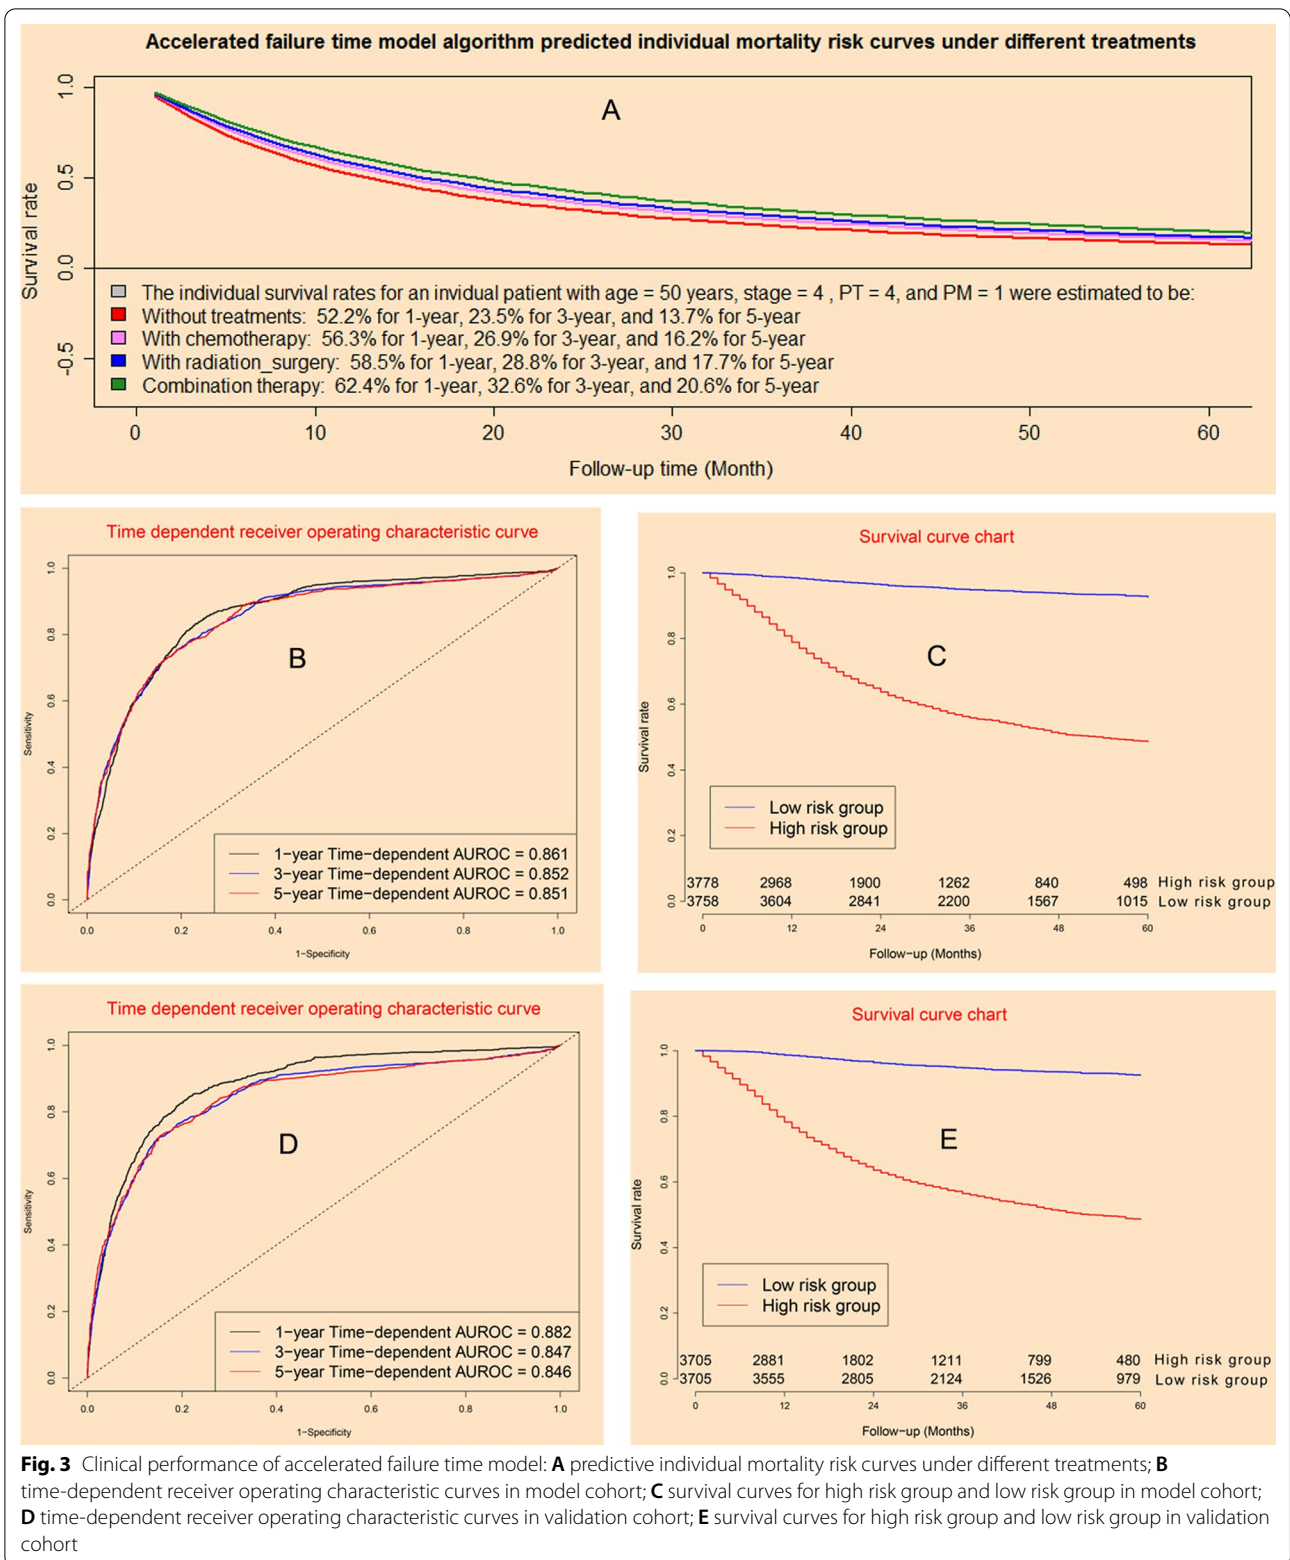 Accelerated failure time model algorithm predicted individual mortality risk curves under different treatments
A
Survival rate
1.0
0.5
0.0
-0.5
The individual survival rates for an invidual patient with age = 50 years, stage = 4 , PT = 4, and PM = 1 were estimated to be:
Without treatments: 52.2% for 1-year, 23.5% for 3-year, and 13.7% for 5-year
With chemotherapy: 56.3% for 1-year, 26.9% for 3-year, and 16.2% for 5-year
With radiation_surgery: 58.5% for 1-year, 28.8% for 3-year, and 17.7% for 5-year
Combination therapy: 62.4% for 1-year, 32.6% for 3-year, and 20.6% for 5-year
0 10 20 30 40 50 60
Follow-up time (Month)
Time dependent receiver operating characteristic curve
B
Sensitivity
1.0
0.8
0.6
0.4
0.2
0.0
1−year Time−dependent AUROC = 0.861
3−year Time−dependent AUROC = 0.852
5−year Time−dependent AUROC = 0.851
0.0 0.2 0.4 0.6 0.8 1.0
1−Specificity
Survival curve chart
C
Survival rate
1.0
0.8
0.6
0.4
0.2
0.0
Low risk group
High risk group
3778 2968 1900 1262 840 498 High risk group
3758 3604 2841 2200 1567 1015 Low risk group
0 12 24 36 48 60
Follow−up (Months)
Time dependent receiver operating characteristic curve
D
Sensitivity
1.0
0.8
0.6
0.4
0.2
0.0
1−year Time−dependent AUROC = 0.882
3−year Time−dependent AUROC = 0.847
5−year Time−dependent AUROC = 0.846
0.0 0.2 0.4 0.6 0.8 1.0
1−Specificity
Survival curve chart
E
Survival rate
1.0
0.8
0.6
0.4
0.2
0.0
Low risk group
High risk group
3705 2881 1802 1211 799 480 High risk group
3705 3555 2805 2124 1526 979 Low risk group
0 12 24 36 48 60
Follow−up (Months)
Fig. 3 Clinical performance of accelerated failure time model: A predictive individual mortality risk curves under different treatments; B
time-dependent receiver operating characteristic curves in model cohort; C survival curves for high risk group and low risk group in model cohort;
D time-dependent receiver operating characteristic curves in validation cohort; E survival curves for high risk group and low risk group in validation
cohort